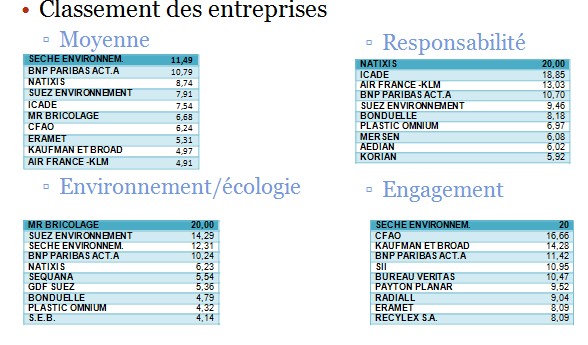 • Classement des entreprises
▫ Moyenne
SECHE ENVIRONNEM. 11,49
BNP PARIBAS ACT.A 10,79
NATIXIS 8,74
SUEZ ENVIRONNEMENT 7,91
ICADE 7,54
MR BRICOLAGE 6,68
CFAO 6,24
ERAMET 5,31
KAUFMAN ET BROAD 4,97
AIR FRANCE -KLM 4,91
▫ Responsabilité
NATIXIS 20,00
ICADE 18,85
AIR FRANCE -KLM 13,03
BNP PARIBAS ACT.A 10,70
SUEZ ENVIRONNEMENT 9,46
BONDUELLE 8,18
PLASTIC OMNIUM 6,97
MERSEN 6,08
AEDIAN 6,02
KORIAN 5,92
▫ Environnement/écologie
MR BRICOLAGE 20,00
SUEZ ENVIRONNEMENT 14,29
SECHE ENVIRONNEM. 12,31
BNP PARIBAS ACT.A 10,24
NATIXIS 6,23
SEQUANA 5,54
GDF SUEZ 5,36
BONDUELLE 4,79
PLASTIC OMNIUM 4,32
S.E.B. 4,14
▫ Engagement
SECHE ENVIRONNEM. 20
CFAO 16,66
KAUFMAN ET BROAD 14,28
BNP PARIBAS ACT.A 11,42
SII 10,95
BUREAU VERITAS 10,47
PAYTON PLANAR 9,52
RADIALL 9,04
ERAMET 8,09
RECYLEX S.A. 8,09